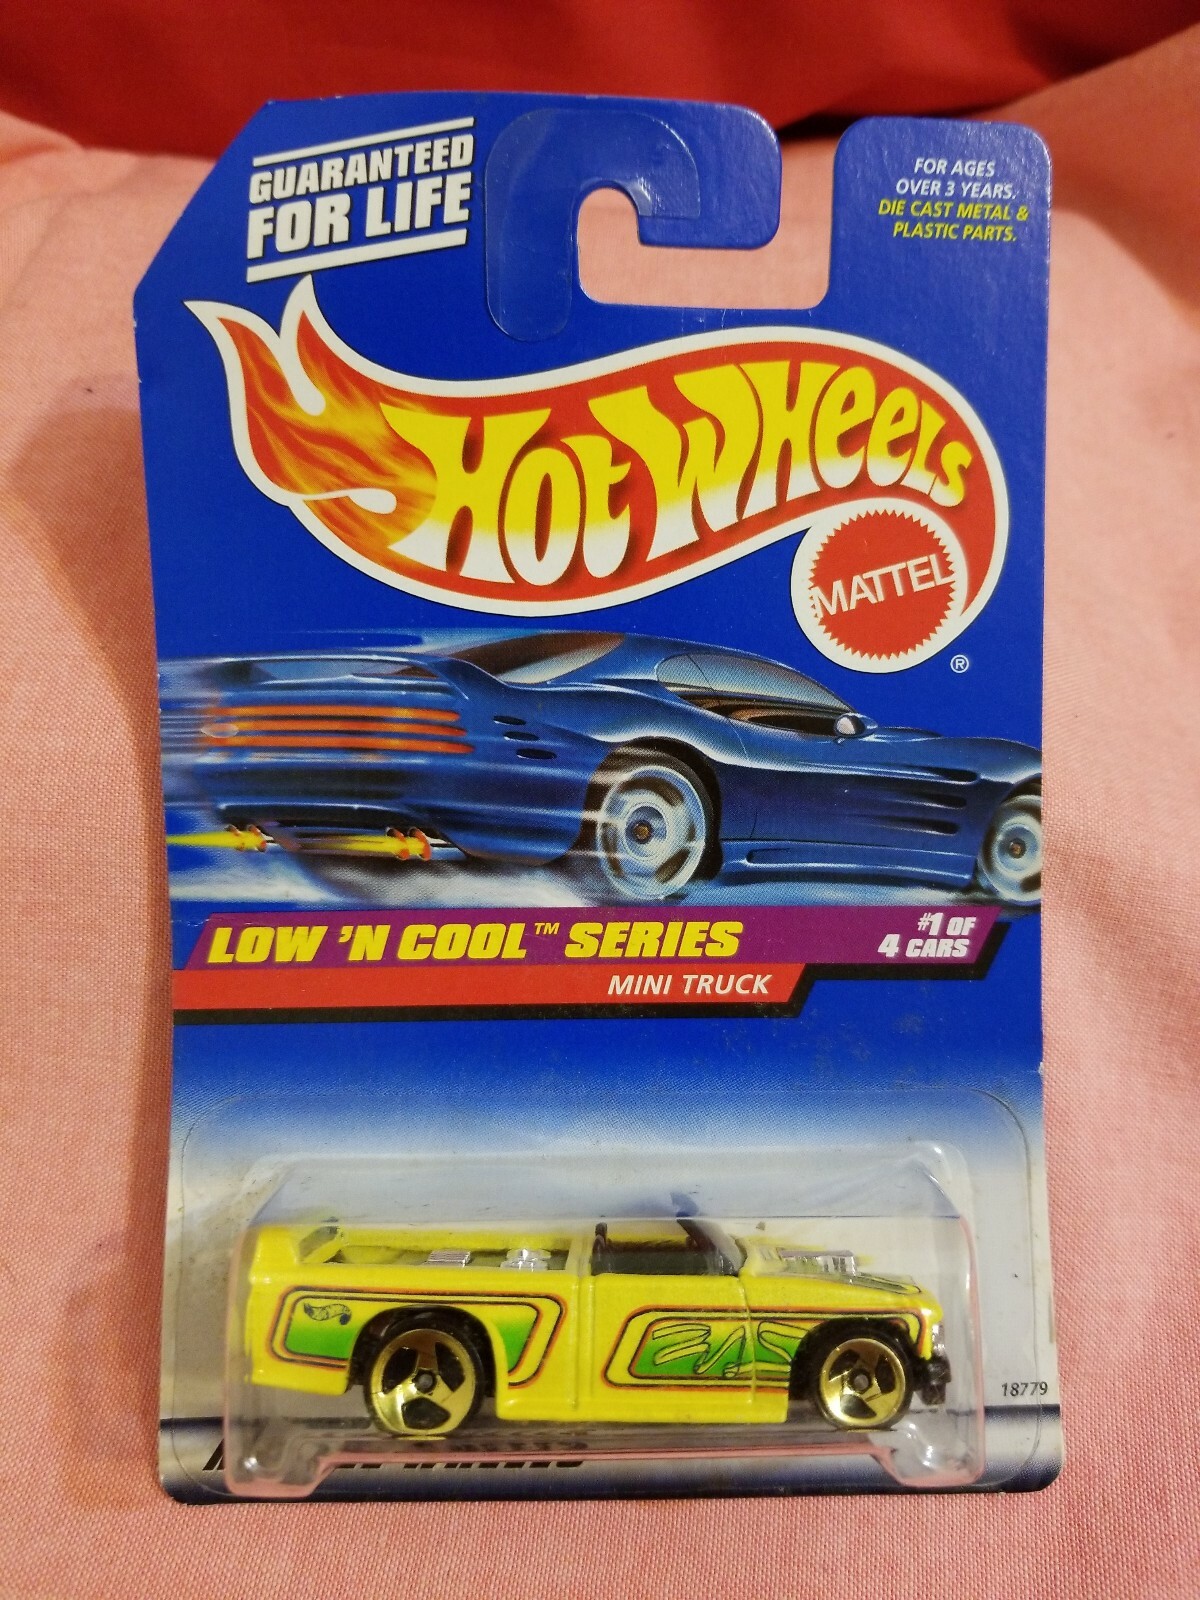 GUARANTEED
FOR LIFE
FOR AGES
OVER 3 YEARS.
DIE CAST METAL &
PLASTIC PARTS.
HOT WHEELS
MATTEL
®
LOW 'N COOL™ SERIES
#1 OF
4 CARS
MINI TRUCK
18779